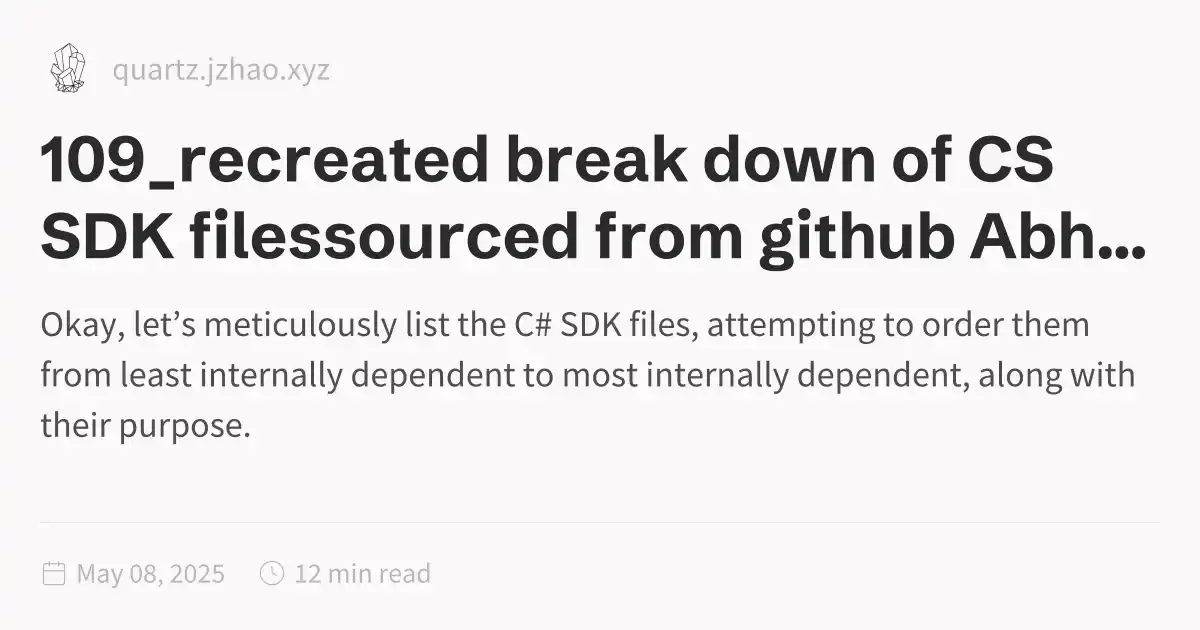 quartz.jzhao.xyz
109_recreated break down of CS
SDK filessourced from github Abh...
Okay, let’s meticulously list the C# SDK files, attempting to order them
from least internally dependent to most internally dependent, along with
their purpose.
May 08, 2025
12 min read